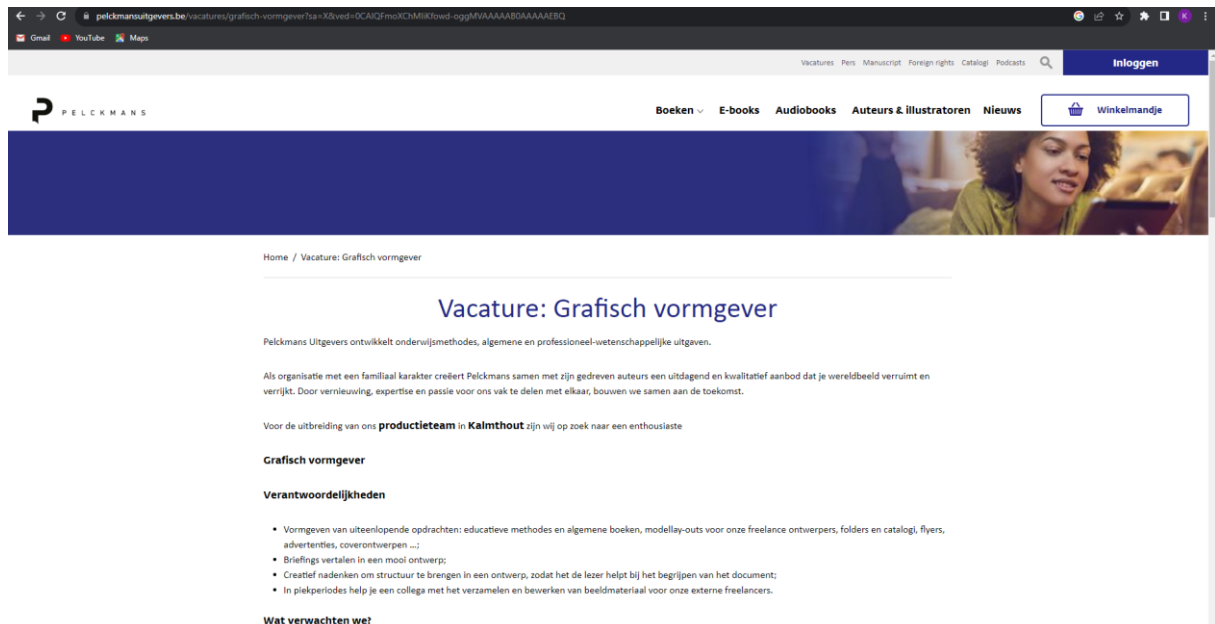 pelckmansuitgevers.be/vacatures/grafisch-vormgever?sa=X&ved=0CAIQFmoXChMIiKfowd-oggMVAAAAAB0AAAAAEBQ
K
Gmail YouTube Maps
Vacatures Pers Manuscript Foreign rights Catalogi Podcasts Inloggen
PELCKMANS
Boeken E-books Audiobooks Auteurs & illustratoren Nieuws Winkelmandje
Home / Vacature: Grafisch vormgever
Vacature: Grafisch vormgever
Pelckmans Uitgevers ontwikkelt onderwijsmethodes, algemene en professioneel-wetenschappelijke uitgaven.
Als organisatie met een familiaal karakter creëert Pelckmans samen met zijn gedreven auteurs een uitdagend en kwalitatief aanbod dat je wereldbeeld verruimt en
verrijkt. Door vernieuwing, expertise en passie voor ons vak te delen met elkaar, bouwen we samen aan de toekomst.
Voor de uitbreiding van ons productieteam in Kalmthout zijn wij op zoek naar een enthousiaste
Grafisch vormgever
Verantwoordelijkheden
• Vormgeven van uiteenlopende opdrachten: educatieve methodes en algemene boeken, modellay-outs voor onze freelance ontwerpers, folders en catalogi, flyers,
advertenties, coverontwerpen ...;
• Briefings vertalen in een mooi ontwerp;
• Creatief nadenken om structuur te brengen in een ontwerp, zodat het de lezer helpt bij het begrijpen van het document;
• In piekperiodes help je een collega met het verzamelen en bewerken van beeldmateriaal voor onze externe freelancers.
Wat verwachten we?